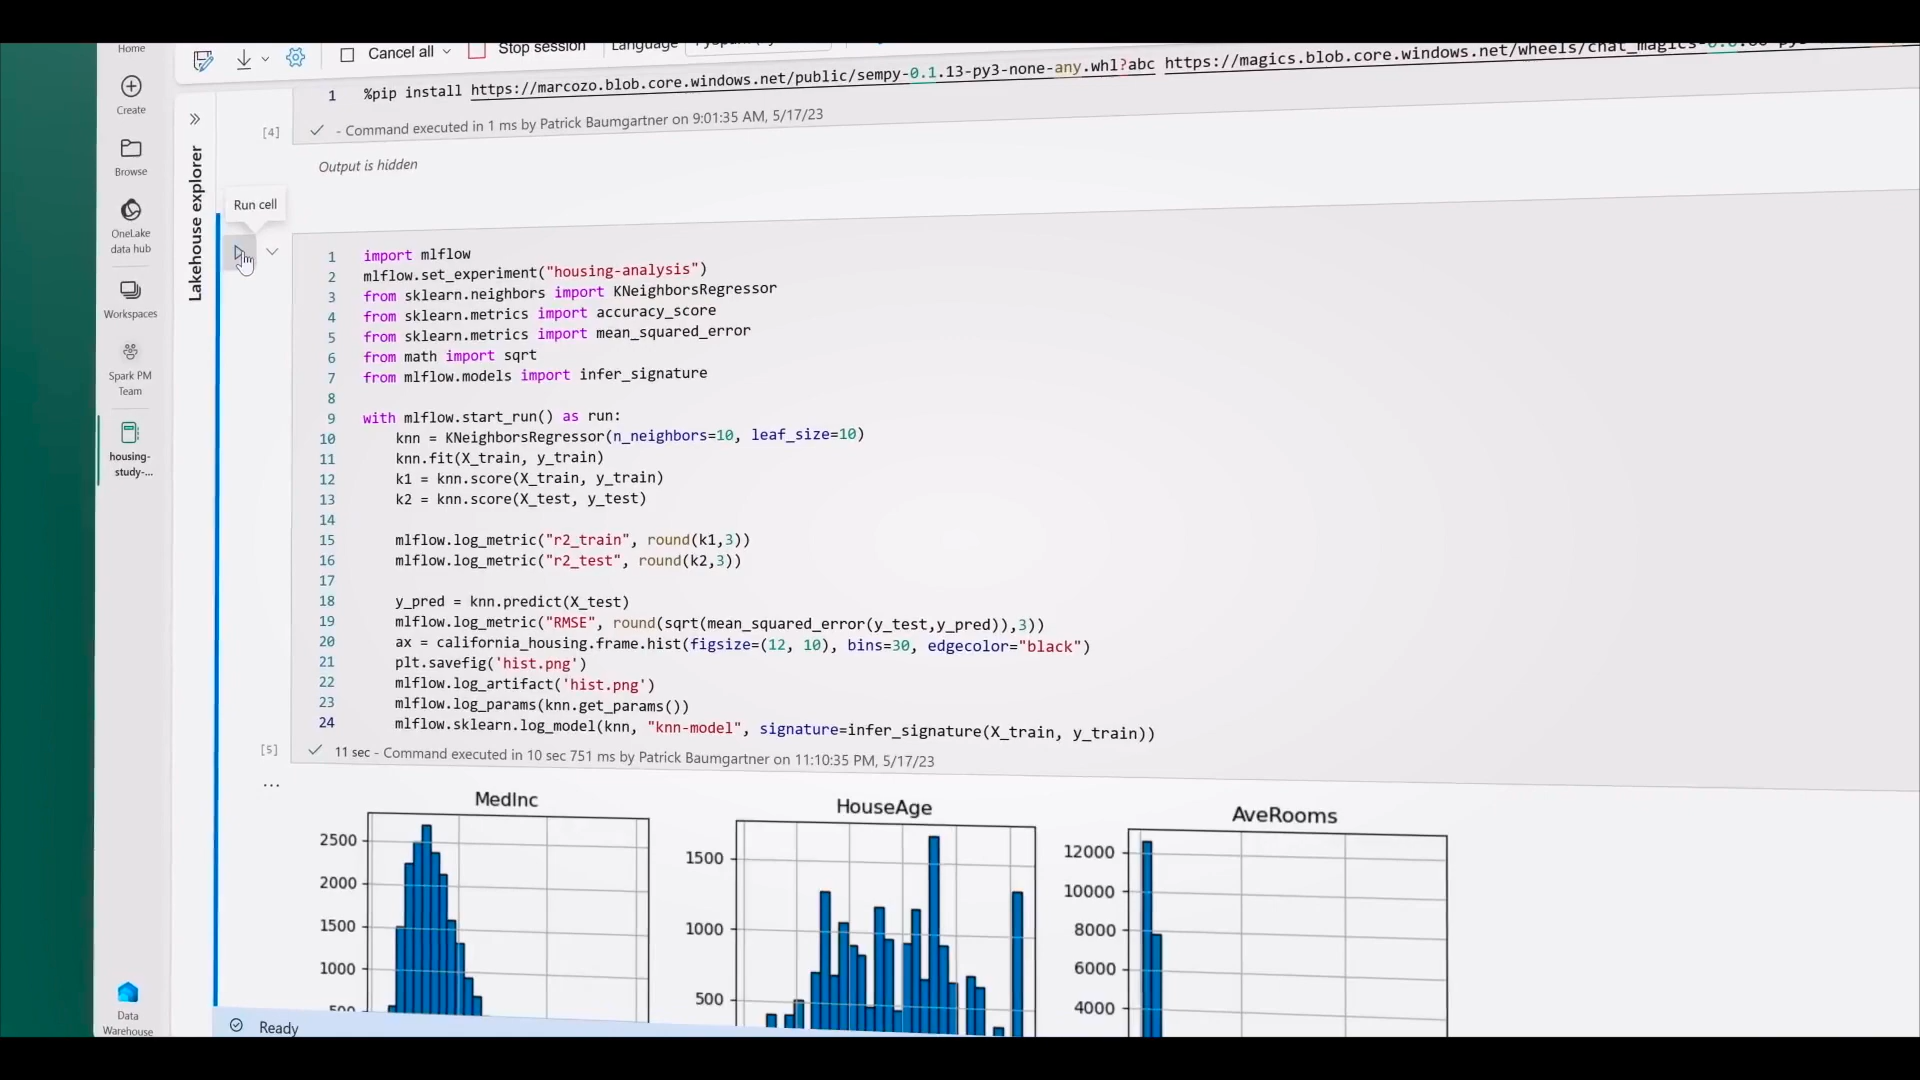 Home
Create
Browse
OneLake
data hub
Workspaces
Spark PM
Team
housing-
study-...
Data
Warehouse
Cancel all
Stop session
Language
Lakehouse explorer
1 %pip install https://marcozo.blob.core.windows.net/public/sempy-0.1.13-py3-none-any.whl?abc https://magics.blob.core.windows.net/wheels/chat_magics-
[4] - Command executed in 1 ms by Patrick Baumgartner on 9:01:35 AM, 5/17/23
Output is hidden
Run cell
1 import mlflow
2 mlflow.set_experiment("housing-analysis")
3 from sklearn.neighbors import KNeighborsRegressor
4 from sklearn.metrics import accuracy_score
5 from sklearn.metrics import mean_squared_error
6 from math import sqrt
7 from mlflow.models import infer_signature
8
9 with mlflow.start_run() as run:
10 knn = KNeighborsRegressor(n_neighbors=10, leaf_size=10)
11 knn.fit(X_train, y_train)
12 k1 = knn.score(X_train, y_train)
13 k2 = knn.score(X_test, y_test)
14
15 mlflow.log_metric("r2_train", round(k1,3))
16 mlflow.log_metric("r2_test", round(k2,3))
17
18 y_pred = knn.predict(X_test)
19 mlflow.log_metric("RMSE", round(sqrt(mean_squared_error(y_test,y_pred)),3))
20 ax = california_housing.frame.hist(figsize=(12, 10), bins=30, edgecolor="black")
21 plt.savefig('hist.png')
22 mlflow.log_artifact('hist.png')
23 mlflow.log_params(knn.get_params())
24 mlflow.sklearn.log_model(knn, "knn-model", signature=infer_signature(X_train, y_train))
[5] 11 sec - Command executed in 10 sec 751 ms by Patrick Baumgartner on 11:10:35 PM, 5/17/23
...
MedInc
2500
2000
1500
1000
500
HouseAge
1500
1000
500
AveRooms
12000
10000
8000
6000
4000
Ready